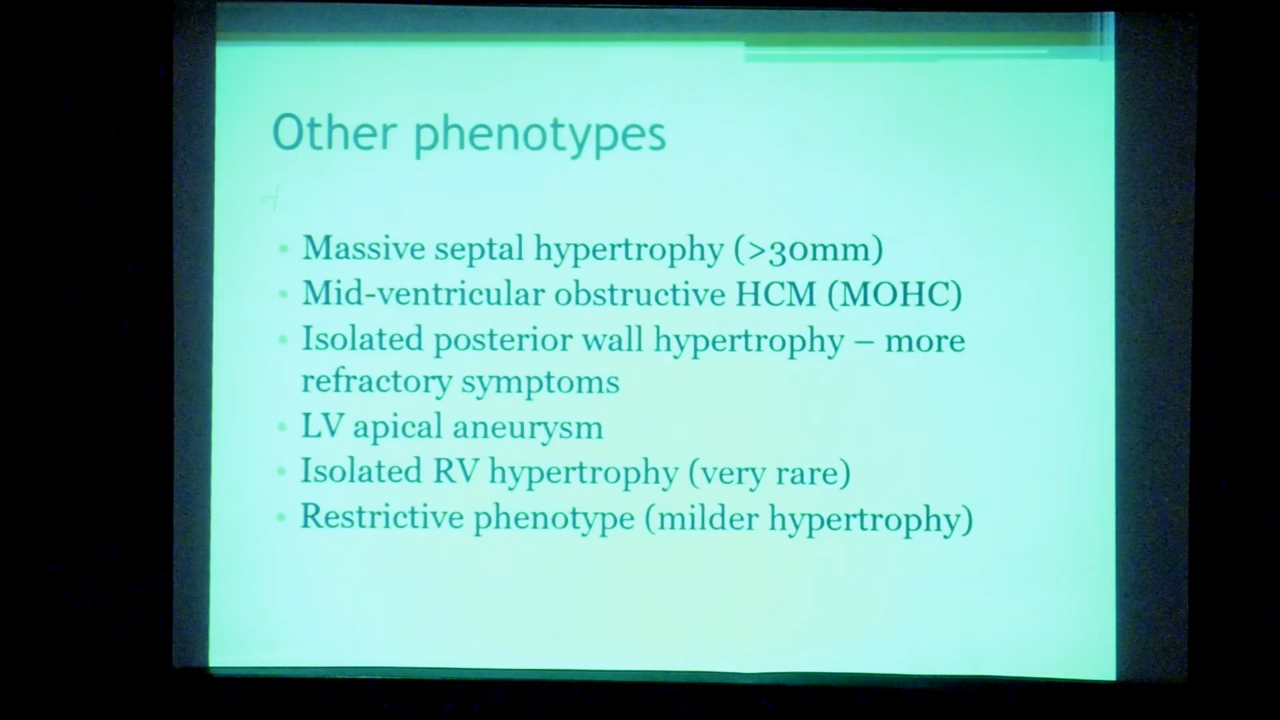 Other phenotypes
• Massive septal hypertrophy (>30mm)
• Mid-ventricular obstructive HCM (MOHC)
• Isolated posterior wall hypertrophy – more
refractory symptoms
• LV apical aneurysm
• Isolated RV hypertrophy (very rare)
• Restrictive phenotype (milder hypertrophy)